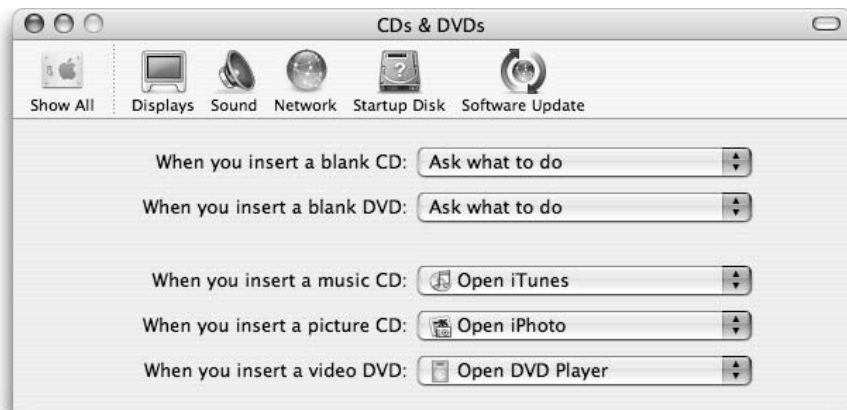 CDs & DVDs
Show All Displays Sound Network Startup Disk Software Update
When you insert a blank CD: Ask what to do
When you insert a blank DVD: Ask what to do
When you insert a music CD: Open iTunes
When you insert a picture CD: Open iPhoto
When you insert a video DVD: Open DVD Player